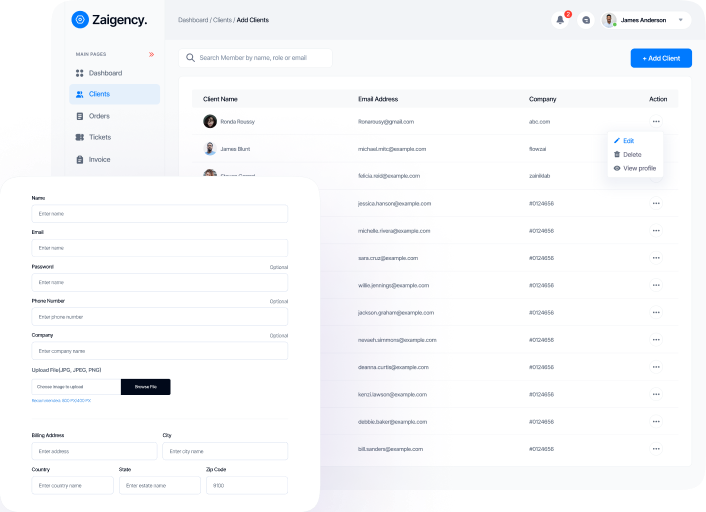 Zaigency.
Dashboard / Clients / Add Clients
2
James Anderson
MAIN PAGES
Search Member by name, role or email
+ Add Client
Dashboard
Clients
Orders
Tickets
Invoice
Client Name Email Address Company Action
Ronda Roussy Ronarousy@gmail.com abc.com
James Blunt michael.mitc@example.com flowzai
felicia.reid@example.com zainiklab
Edit
Delete
View profile
jessica.hanson@example.com #0124656
michelle.rivera@example.com #0124656
sara.cruz@example.com #0124656
willie.jennings@example.com #0124656
jackson.graham@example.com #0124656
nevaeh.simmons@example.com #0124656
deanna.curtis@example.com #0124656
kenzi.lawson@example.com #0124656
debbie.baker@example.com #0124656
bill.sanders@example.com #0124656
Name
Enter name
Email
Enter name
Password Optional
Enter name
Phone Number Optional
Enter phone number
Company Optional
Enter company name
Upload File(JPG, JPEG, PNG)
Choose image to upload Browse File
Billing Address City
Enter address Enter city name
Country State Zip Code
Enter country name Enter estate name 9100